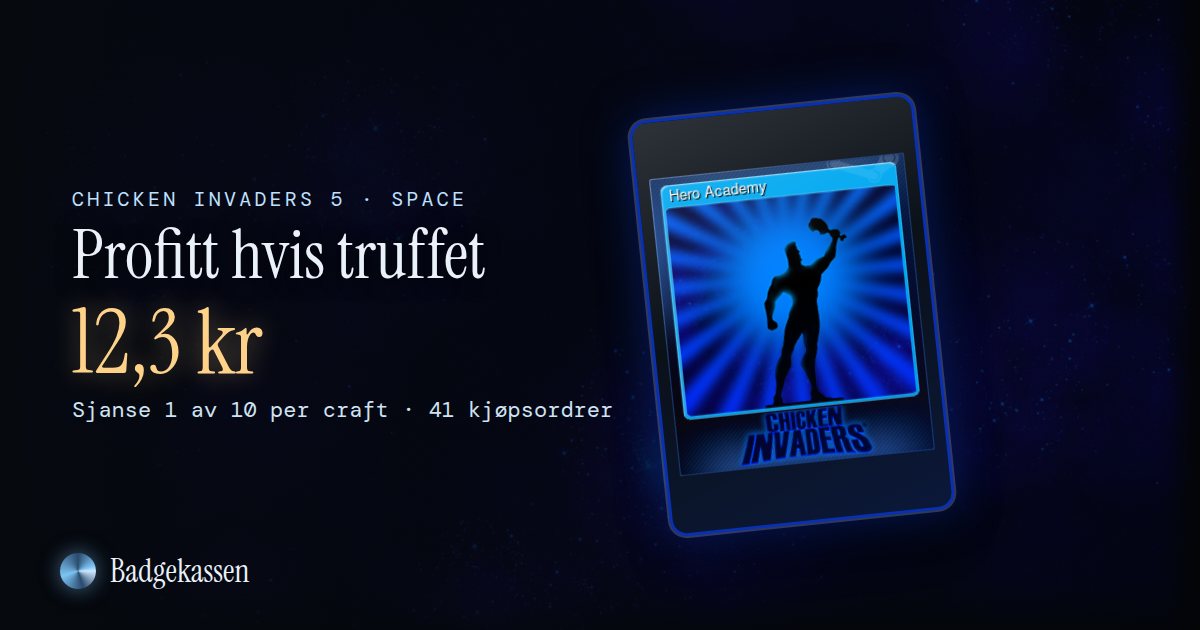 CHICKEN INVADERS 5 · SPACE
Profitt hvis truffet
12,3 kr
Sjanse 1 av 10 per craft · 41 kjøpsordrer
Hero Academy
CHICKEN
INVADERS
Badgekassen